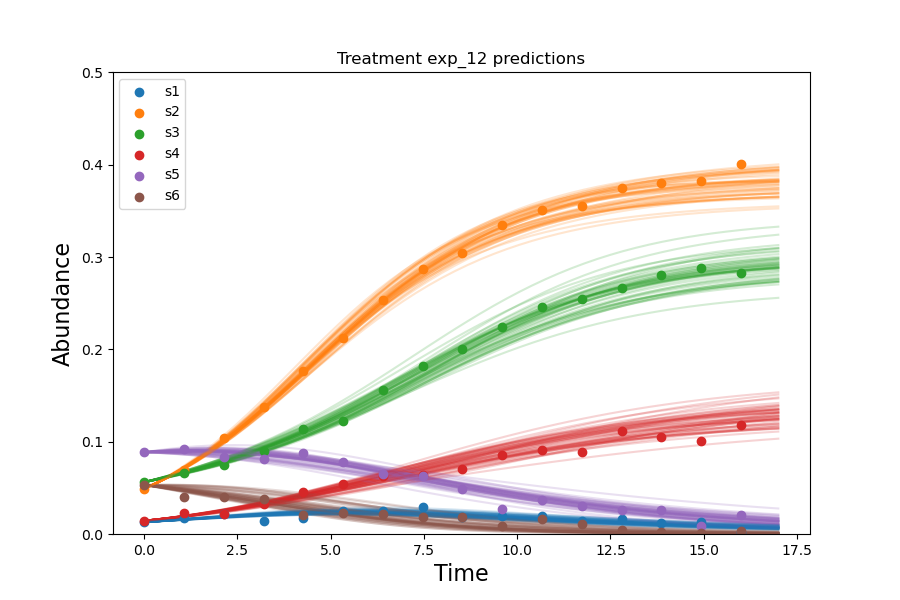 Treatment exp_12 predictions
0.5
0.4
0.3
0.2
0.1
0.0
Abundance
s1
s2
s3
s4
s5
s6
0.0 2.5 5.0 7.5 10.0 12.5 15.0 17.5
Time